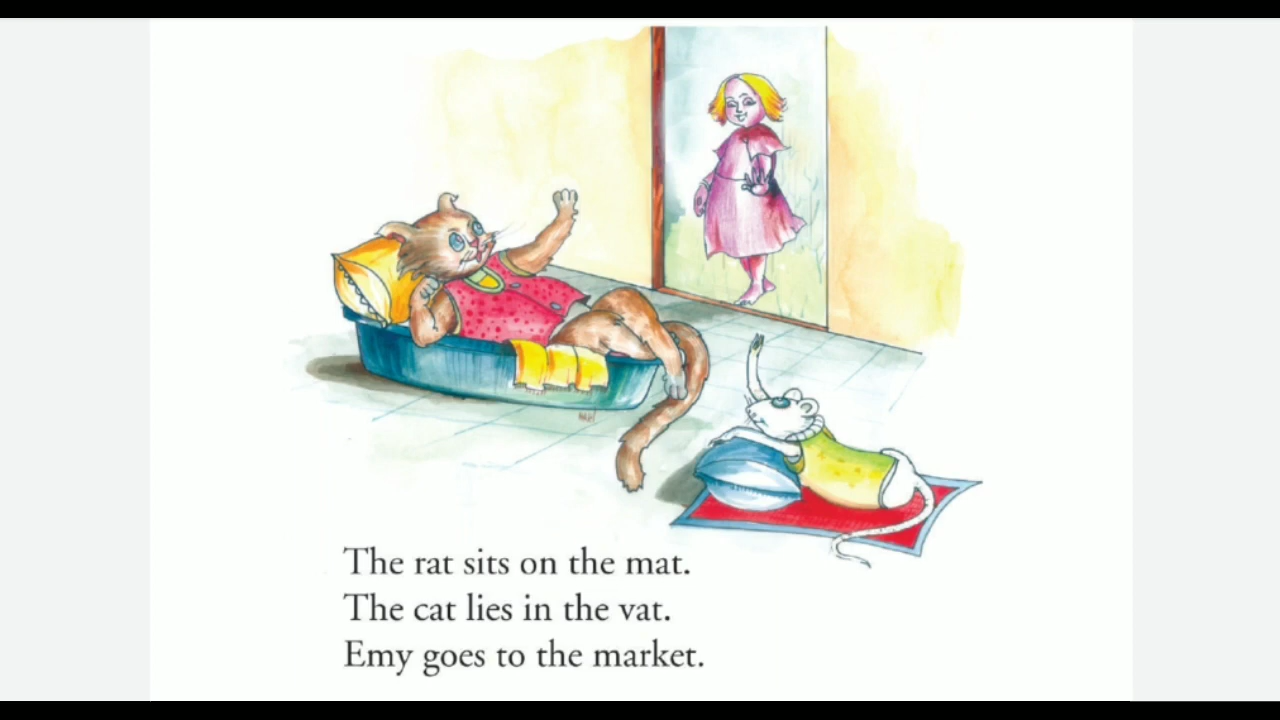 The rat sits on the mat.
The cat lies in the vat.
Emy goes to the market.